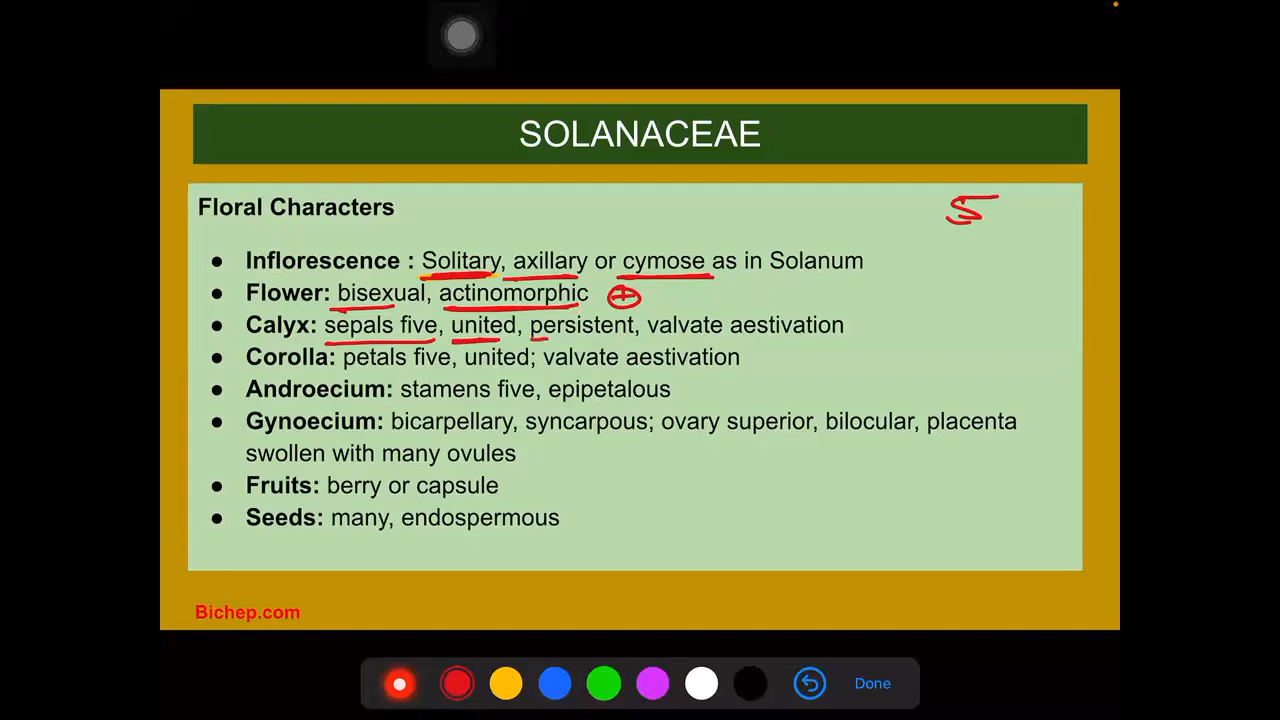 SOLANACEAE
Floral Characters
5
● Inflorescence : Solitary, axillary or cymose as in Solanum
● Flower: bisexual, actinomorphic ⊕
● Calyx: sepals five, united, persistent, valvate aestivation
● Corolla: petals five, united; valvate aestivation
● Androecium: stamens five, epipetalous
● Gynoecium: bicarpellary, syncarpous; ovary superior, bilocular, placenta
swollen with many ovules
● Fruits: berry or capsule
● Seeds: many, endospermous
Bichep.com
Done